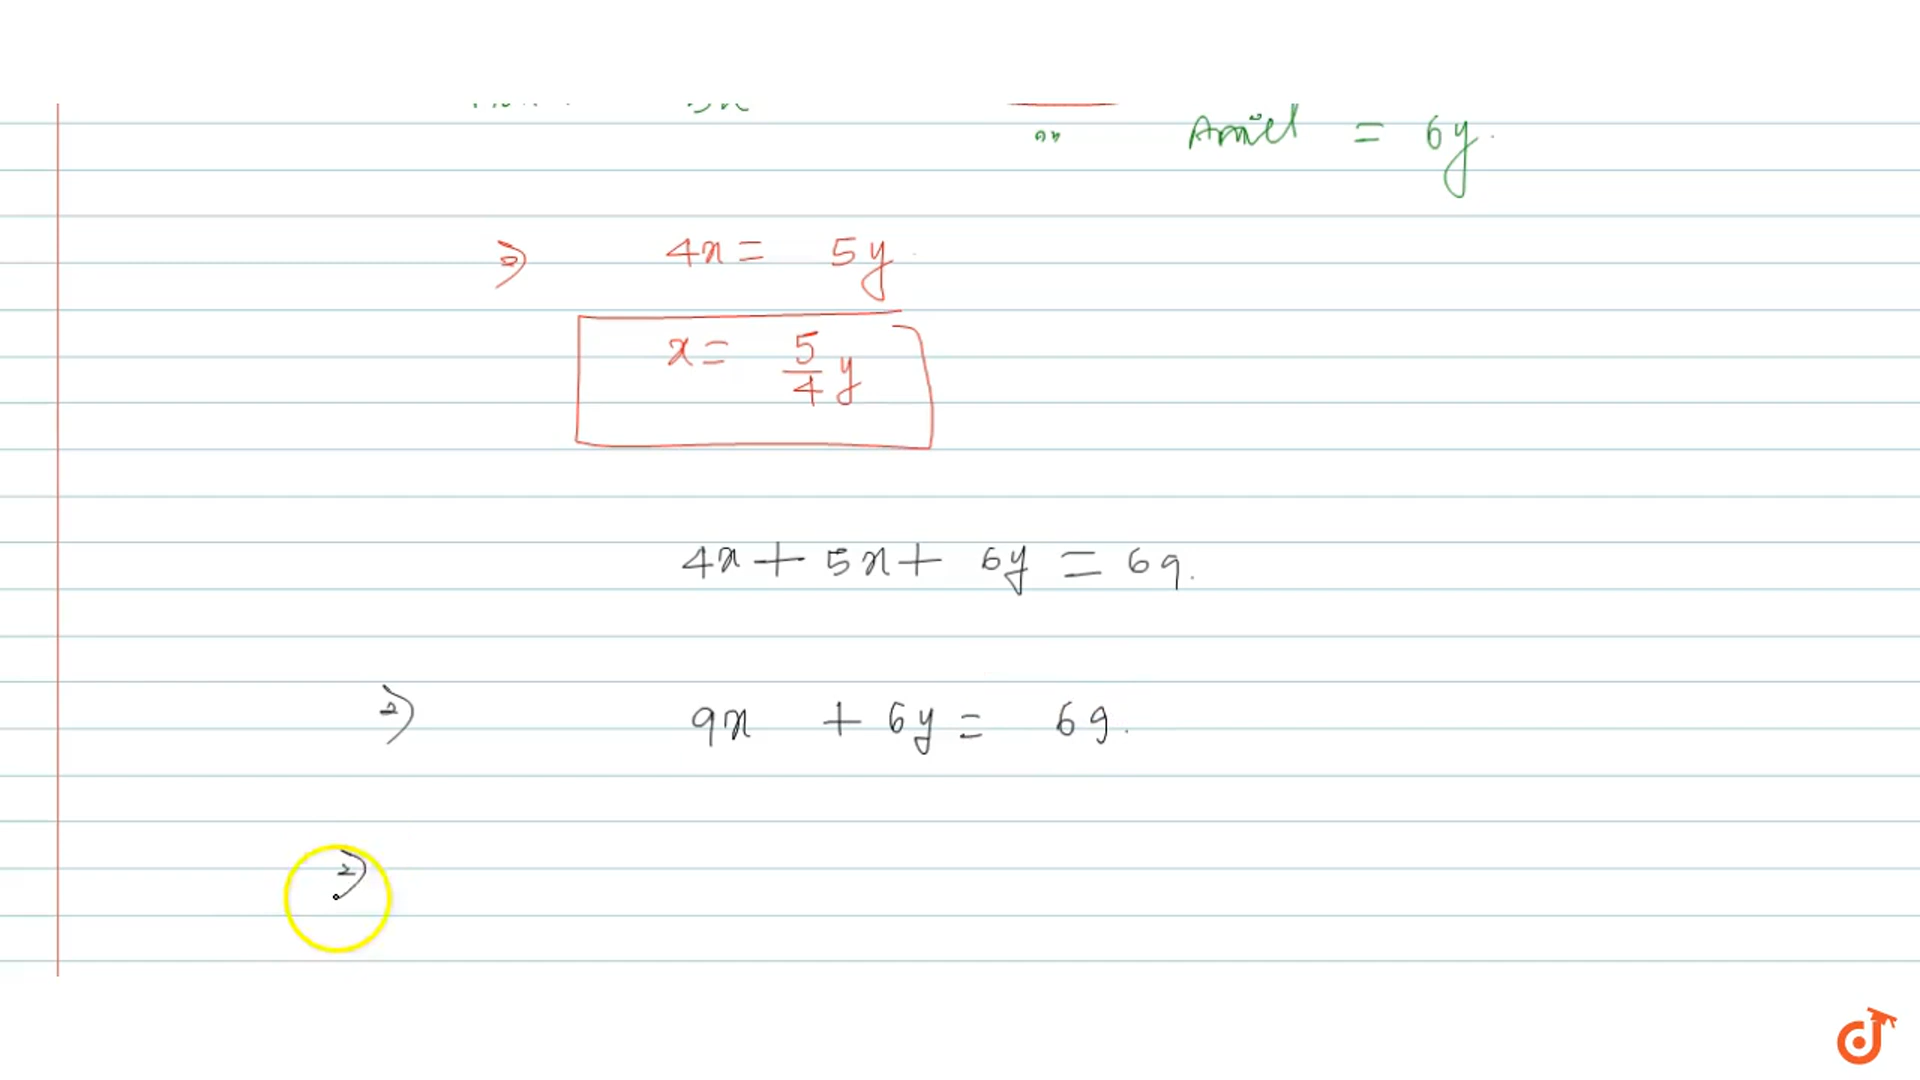 Amit = 6y.
⇒ 4x = 5y
x = 5/4 y
4x + 5x + 6y = 69.
⇒ 9x + 6y = 69.
⇒